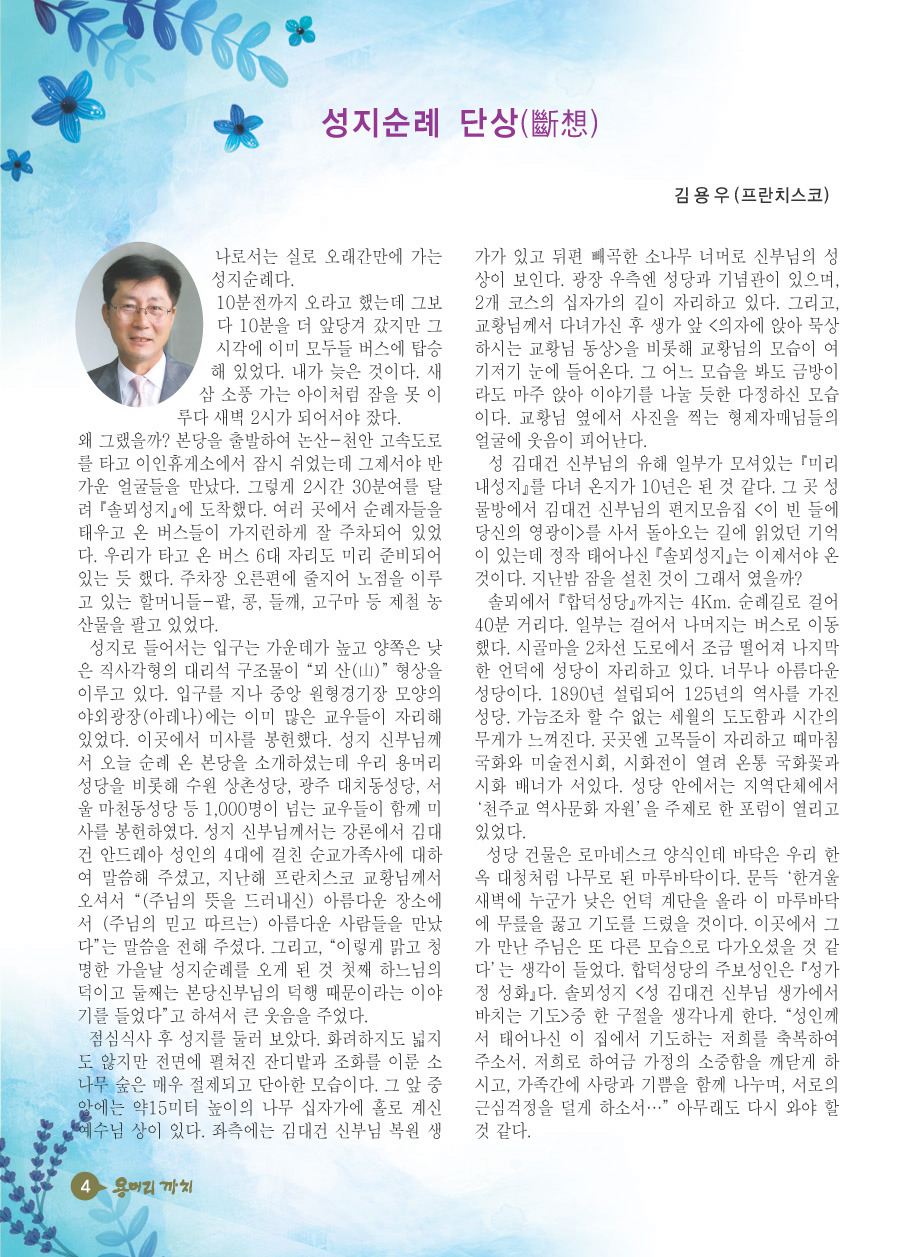 성지순례 단상(斷想)
김 용 우 (프란치스코)
나로서는 실로 오래간만에 가는
성지순례다.
10분전까지 오라고 했는데 그보
다 10분을 더 앞당겨 갔지만 그
시각에 이미 모두들 버스에 탑승
해 있었다. 내가 늦은 것이다. 새
삼 소풍 가는 아이처럼 잠을 못 이
루다 새벽 2시가 되어서야 잤다.
왜 그랬을까? 본당을 출발하여 논산-천안 고속도로
를 타고 이인휴게소에서 잠시 쉬었는데 그제서야 반
가운 얼굴들을 만났다. 그렇게 2시간 30분여를 달
려 『솔뫼성지』에 도착했다. 여러 곳에서 순례자들을
태우고 온 버스들이 가지런하게 잘 주차되어 있었
다. 우리가 타고 온 버스 6대 자리도 미리 준비되어
있는 듯 했다. 주차장 오른편에 줄지어 노점을 이루
고 있는 할머니들-팥, 콩, 들깨, 고구마 등 제철 농
산물을 팔고 있었다.
성지로 들어서는 입구는 가운데가 높고 양쪽은 낮
은 직사각형의 대리석 구조물이 “뫼 산(山)” 형상을
이루고 있다. 입구를 지나 중앙 원형경기장 모양의
야외광장(아레나)에는 이미 많은 교우들이 자리해
있었다. 이곳에서 미사를 봉헌했다. 성지 신부님께
서 오늘 순례 온 본당을 소개하셨는데 우리 용머리
성당을 비롯해 수원 상촌성당, 광주 대치동성당, 서
울 마천동성당 등 1,000명이 넘는 교우들이 함께 미
사를 봉헌하였다. 성지 신부님께서는 강론에서 김대
건 안드레아 성인의 4대에 걸친 순교가족사에 대하
여 말씀해 주셨고, 지난해 프란치스코 교황님께서
오셔서 “(주님의 뜻을 드러내신) 아름다운 장소에
서 (주님의 믿고 따르는) 아름다운 사람들을 만났
다”는 말씀을 전해 주셨다. 그리고, “이렇게 맑고 청
명한 가을날 성지순례를 오게 된 것 첫째 하느님의
덕이고 둘째는 본당신부님의 덕행 때문이라는 이야
기를 들었다”고 하셔서 큰 웃음을 주었다.
점심식사 후 성지를 둘러 보았다. 화려하지도 넓지
도 않지만 전면에 펼쳐진 잔디밭과 조화를 이룬 소
나무 숲은 매우 절제되고 단아한 모습이다. 그 앞 중
앙에는 약15미터 높이의 나무 십자가에 홀로 계신
예수님 상이 있다. 좌측에는 김대건 신부님 복원 생
가가 있고 뒤편 빼곡한 소나무 너머로 신부님의 성
상이 보인다. 광장 우측엔 성당과 기념관이 있으며,
2개 코스의 십자가의 길이 자리하고 있다. 그리고,
교황님께서 다녀가신 후 생가 앞 <의자에 앉아 묵상
하시는 교황님 동상>을 비롯해 교황님의 모습이 여
기저기 눈에 들어온다. 그 어느 모습을 봐도 금방이
라도 마주 앉아 이야기를 나눌 듯한 다정하신 모습
이다. 교황님 옆에서 사진을 찍는 형제자매님들의
얼굴에 웃음이 피어난다.
성 김대건 신부님의 유해 일부가 모셔있는 『미리
내성지』를 다녀 온지가 10년은 된 것 같다. 그 곳 성
물방에서 김대건 신부님의 편지모음집 <이 빈 들에
당신의 영광이>를 사서 돌아오는 길에 읽었던 기억
이 있는데 정작 태어나신 『솔뫼성지』는 이제서야 온
것이다. 지난밤 잠을 설친 것이 그래서 였을까?
솔뫼에서 『합덕성당』까지는 4Km. 순례길로 걸어
40분 거리다. 일부는 걸어서 나머지는 버스로 이동
했다. 시골마을 2차선 도로에서 조금 떨어져 나지막
한 언덕에 성당이 자리하고 있다. 너무나 아름다운
성당이다. 1890년 설립되어 125년의 역사를 가진
성당. 가늠조차 할 수 없는 세월의 도도함과 시간의
무게가 느껴진다. 곳곳엔 고목들이 자리하고 때마침
국화와 미술전시회, 시화전이 열려 온통 국화꽃과
시화 배너가 서있다. 성당 안에서는 지역단체에서
‘천주교 역사문화 자원’을 주제로 한 포럼이 열리고
있었다.
성당 건물은 로마네스크 양식인데 바닥은 우리 한
옥 대청처럼 나무로 된 마루바닥이다. 문득 ‘한겨울
새벽에 누군가 낮은 언덕 계단을 올라 이 마루바닥
에 무릎을 꿇고 기도를 드렸을 것이다. 이곳에서 그
가 만난 주님은 또 다른 모습으로 다가오셨을 것 같
다’는 생각이 들었다. 합덕성당의 주보성인은 『성가
정 성화』다. 솔뫼성지 <성 김대건 신부님 생가에서
바치는 기도>중 한 구절을 생각나게 한다. “성인께
서 태어나신 이 집에서 기도하는 저희를 축복하여
주소서. 저희로 하여금 가정의 소중함을 깨닫게 하
시고, 가족간에 사랑과 기쁨을 함께 나누며, 서로의
근심걱정을 덜게 하소서…” 아무래도 다시 와야 할
것 같다.
4 용머리 까치